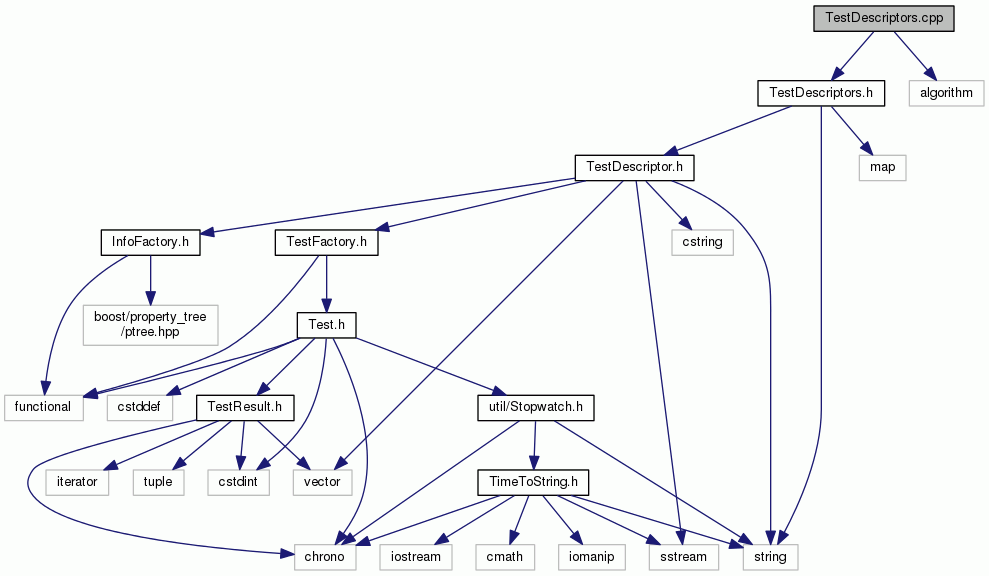 TestDescriptors.cpp
TestDescriptors.h
algorithm
TestDescriptor.h
map
InfoFactory.h
TestFactory.h
cstring
boost/property_tree
/ptree.hpp
Test.h
functional
cstddef
TestResult.h
util/Stopwatch.h
iterator
tuple
cstdint
vector
TimeToString.h
chrono
iostream
cmath
iomanip
sstream
string